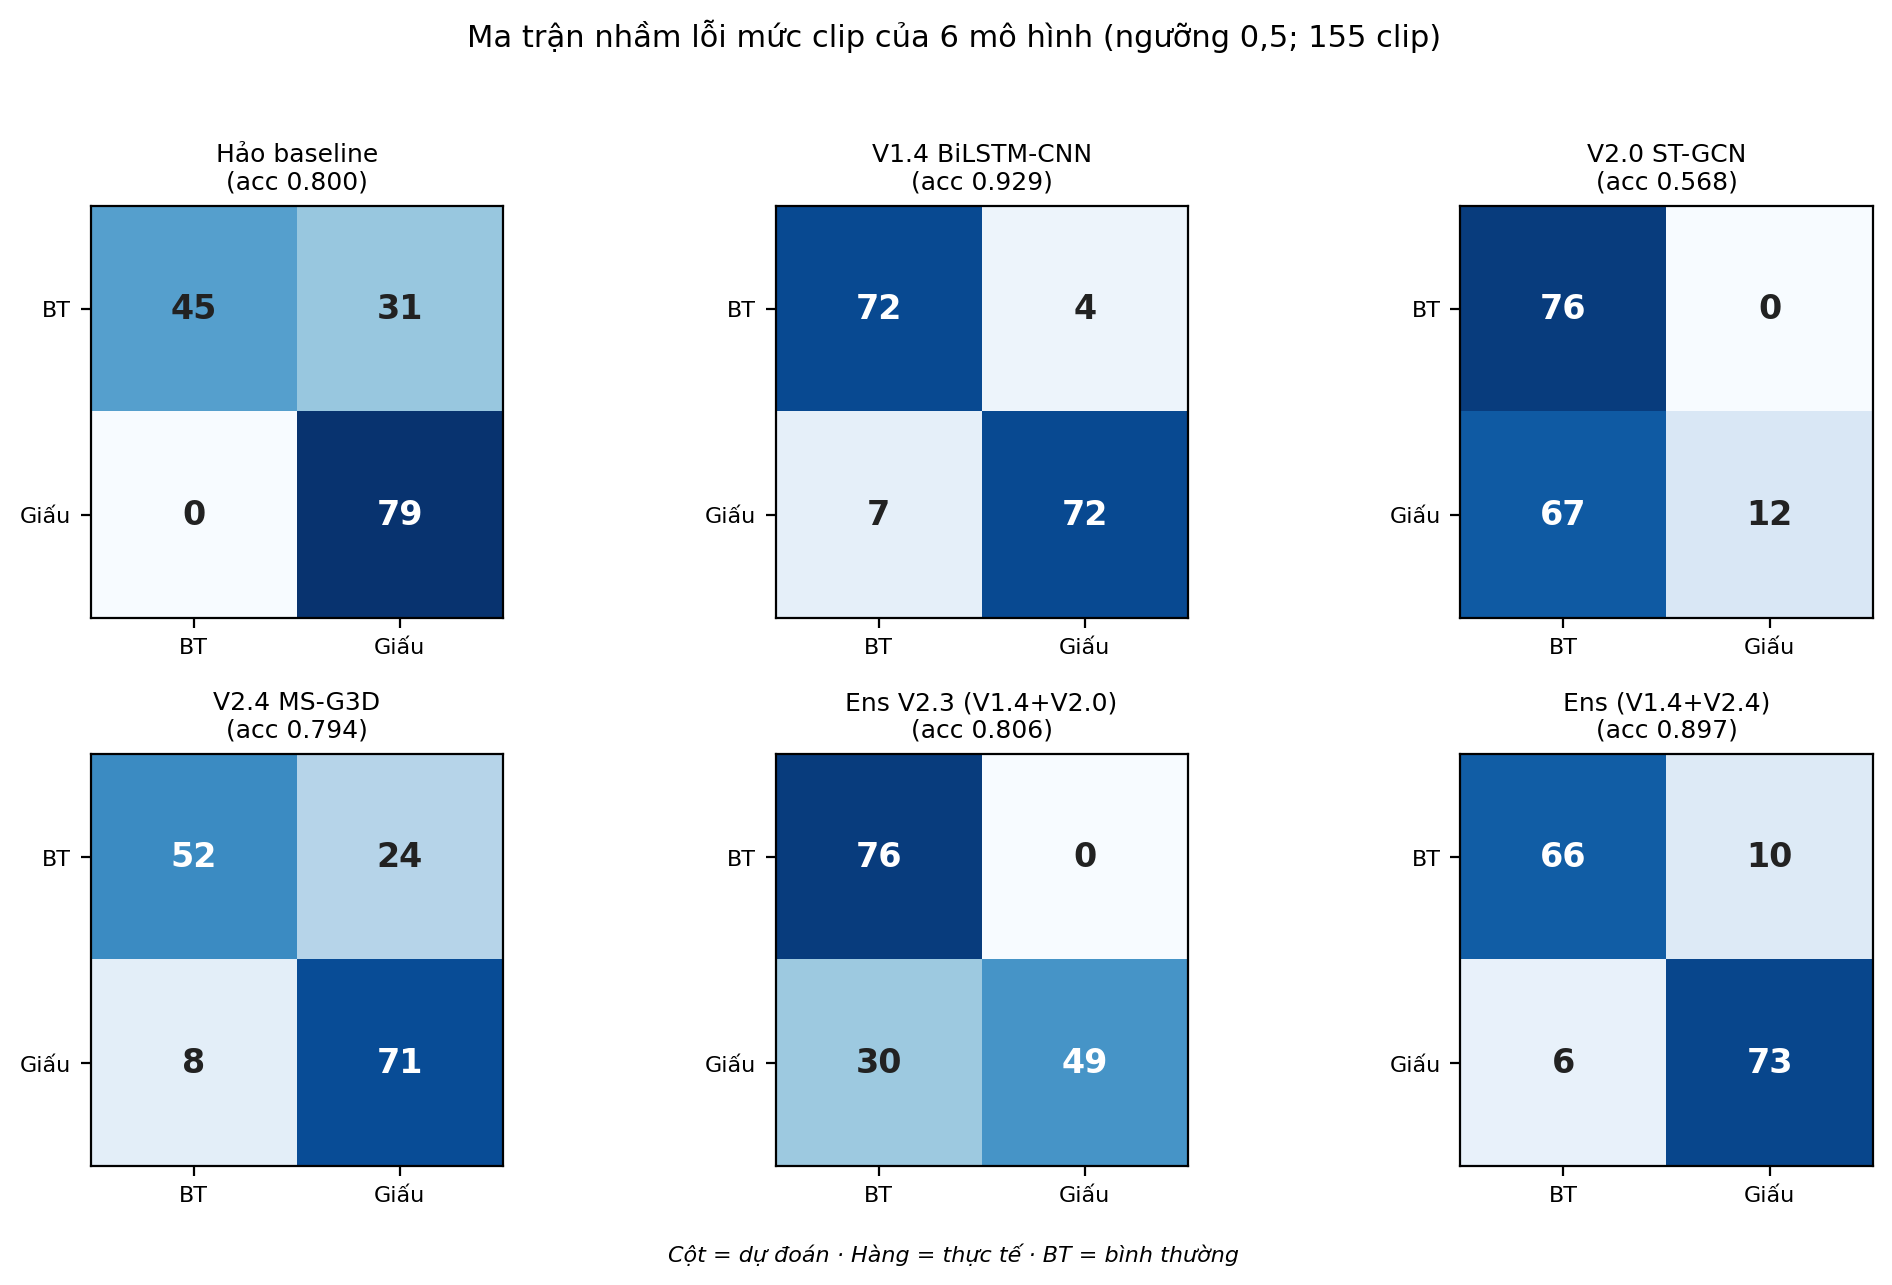 Ma trận nhầm lỗi mức clip của 6 mô hình (ngưỡng 0,5; 155 clip)
Hảo baseline
(acc 0.800)
BT 45 31
Giấu 0 79
BT Giấu
V1.4 BiLSTM-CNN
(acc 0.929)
BT 72 4
Giấu 7 72
BT Giấu
V2.0 ST-GCN
(acc 0.568)
BT 76 0
Giấu 67 12
BT Giấu
V2.4 MS-G3D
(acc 0.794)
BT 52 24
Giấu 8 71
BT Giấu
Ens V2.3 (V1.4+V2.0)
(acc 0.806)
BT 76 0
Giấu 30 49
BT Giấu
Ens (V1.4+V2.4)
(acc 0.897)
BT 66 10
Giấu 6 73
BT Giấu
Cột = dự đoán · Hàng = thực tế · BT = bình thường